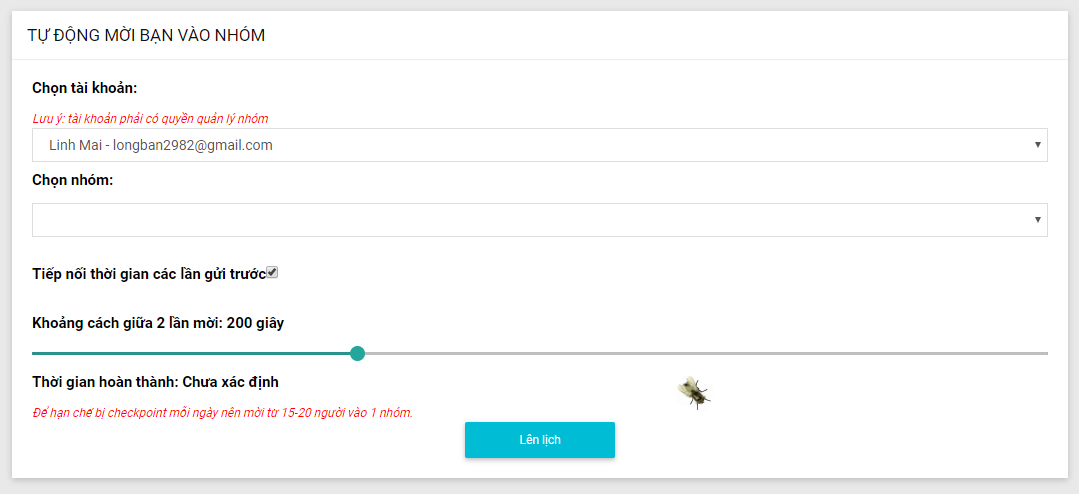 TỰ ĐỘNG MỜI BẠN VÀO NHÓM
Chọn tài khoản:
Lưu ý: tài khoản phải có quyền quản lý nhóm
Linh Mai - longban2982@gmail.com
Chọn nhóm:
Tiếp nối thời gian các lần gửi trước
Khoảng cách giữa 2 lần mời: 200 giây
Thời gian hoàn thành: Chưa xác định
Để hạn chế bị checkpoint mỗi ngày nên mời từ 15-20 người vào 1 nhóm.
Lên lịch